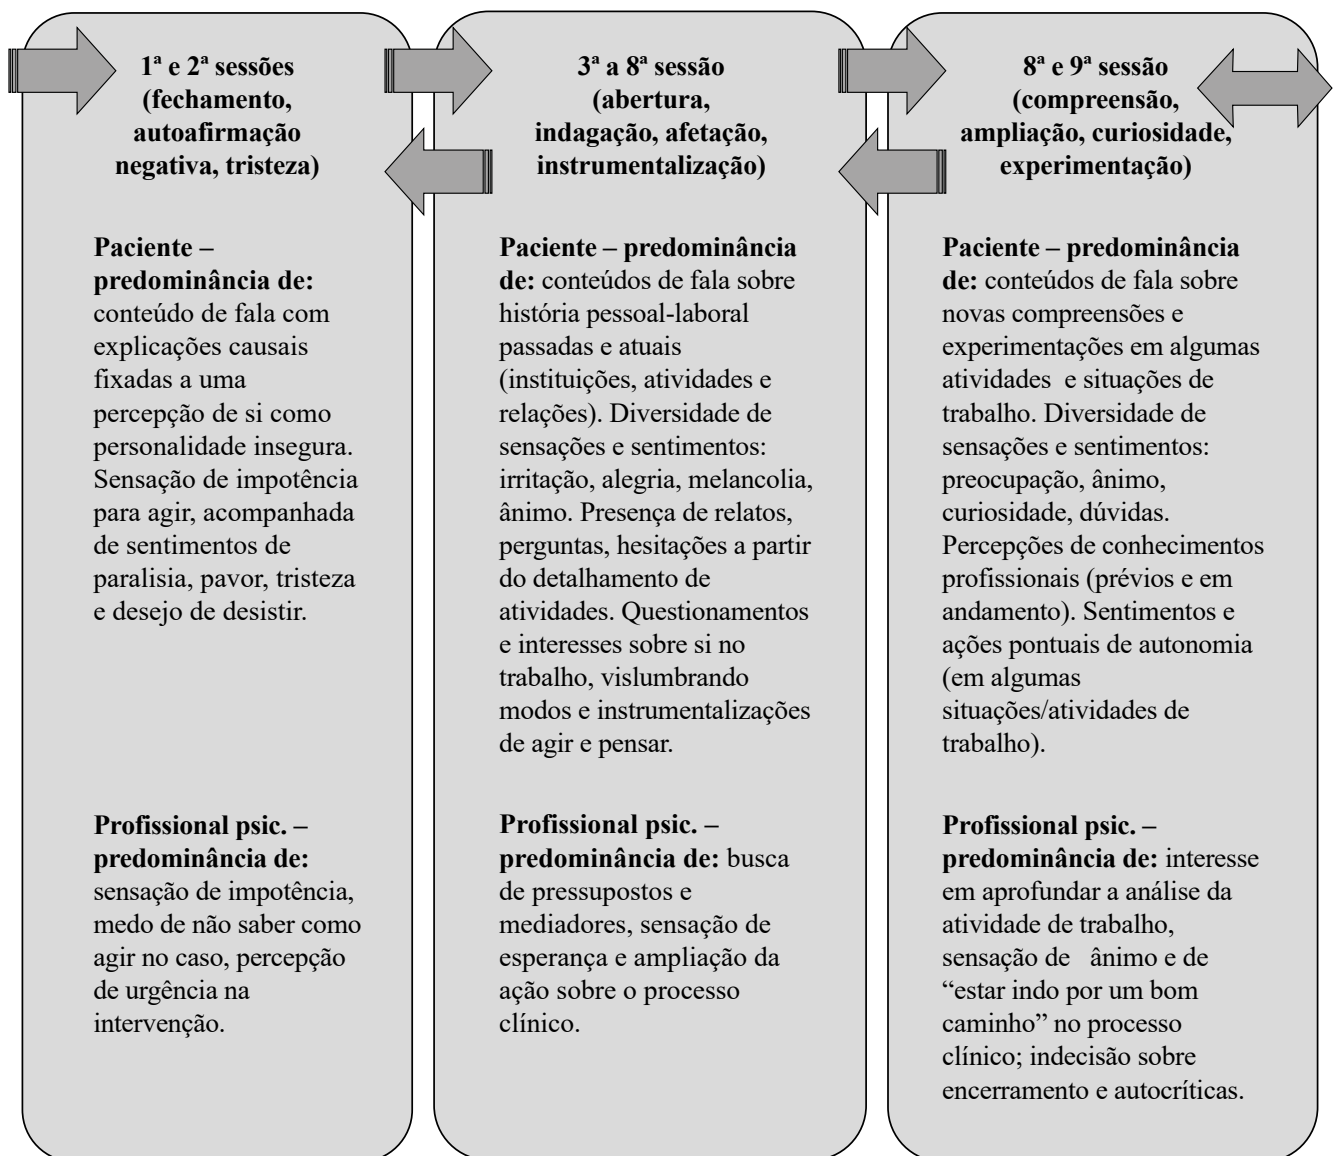 1ª e 2ª sessões
(fechamento,
autoafirmação
negativa, tristeza)
Paciente –
predominância de:
conteúdo de fala com
explicações causais
fixadas a uma
percepção de si como
personalidade insegura.
Sensação de impotência
para agir, acompanhada
de sentimentos de
paralisia, pavor, tristeza
e desejo de desistir.
Profissional psic. –
predominância de:
sensação de impotência,
medo de não saber como
agir no caso, percepção
de urgência na
intervenção.
3ª a 8ª sessão
(abertura,
indagação, afetação,
instrumentalização)
Paciente – predominância
de: conteúdos de fala sobre
história pessoal-laboral
passadas e atuais
(instituições, atividades e
relações). Diversidade de
sensações e sentimentos:
irritação, alegria, melancolia,
ânimo. Presença de relatos,
perguntas, hesitações a partir
do detalhamento de
atividades. Questionamentos
e interesses sobre si no
trabalho, vislumbrando
modos e instrumentalizações
de agir e pensar.
Profissional psic. –
predominância de: busca
de pressupostos e
mediadores, sensação de
esperança e ampliação da
ação sobre o processo
clínico.
8ª e 9ª sessão
(compreensão,
ampliação, curiosidade,
experimentação)
Paciente – predominância
de: conteúdos de fala sobre
novas compreensões e
experimentações em algumas
atividades e situações de
trabalho. Diversidade de
sensações e sentimentos:
preocupação, ânimo,
curiosidade, dúvidas.
Percepções de conhecimentos
profissionais (prévios e em
andamento). Sentimentos e
ações pontuais de autonomia
(em algumas
situações/atividades de
trabalho).
Profissional psic. –
predominância de: interesse
em aprofundar a análise da
atividade de trabalho,
sensação de ânimo e de
“estar indo por um bom
caminho” no processo
clínico; indecisão sobre
encerramento e autocríticas.